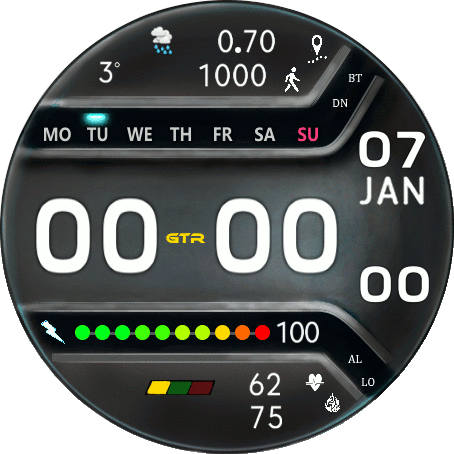 0.70
3°
1000
BT
DN
MO TU WE TH FR SA SU
07
JAN
00 GTR 00
00
100
AL
62
LO
75